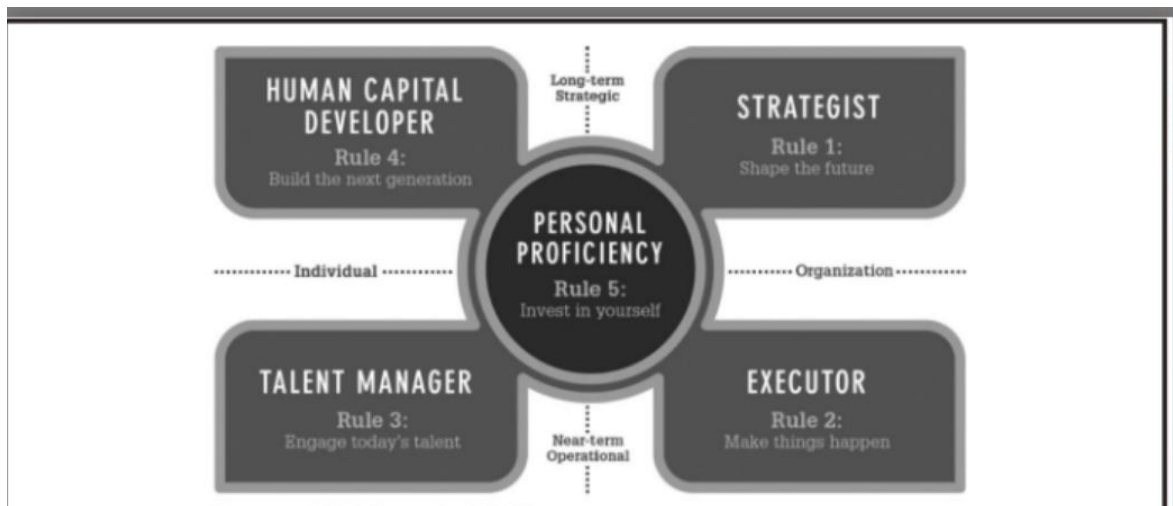 HUMAN CAPITAL
DEVELOPER
Rule 4:
Build the next generation
Long-term
Strategic
STRATEGIST
Rule 1:
Shape the future
Individual
PERSONAL
PROFICIENCY
Rule 5:
Invest in yourself
Organization
TALENT MANAGER
Rule 3:
Engage today's talent
Near-term
Operational
EXECUTOR
Rule 2:
Make things happen